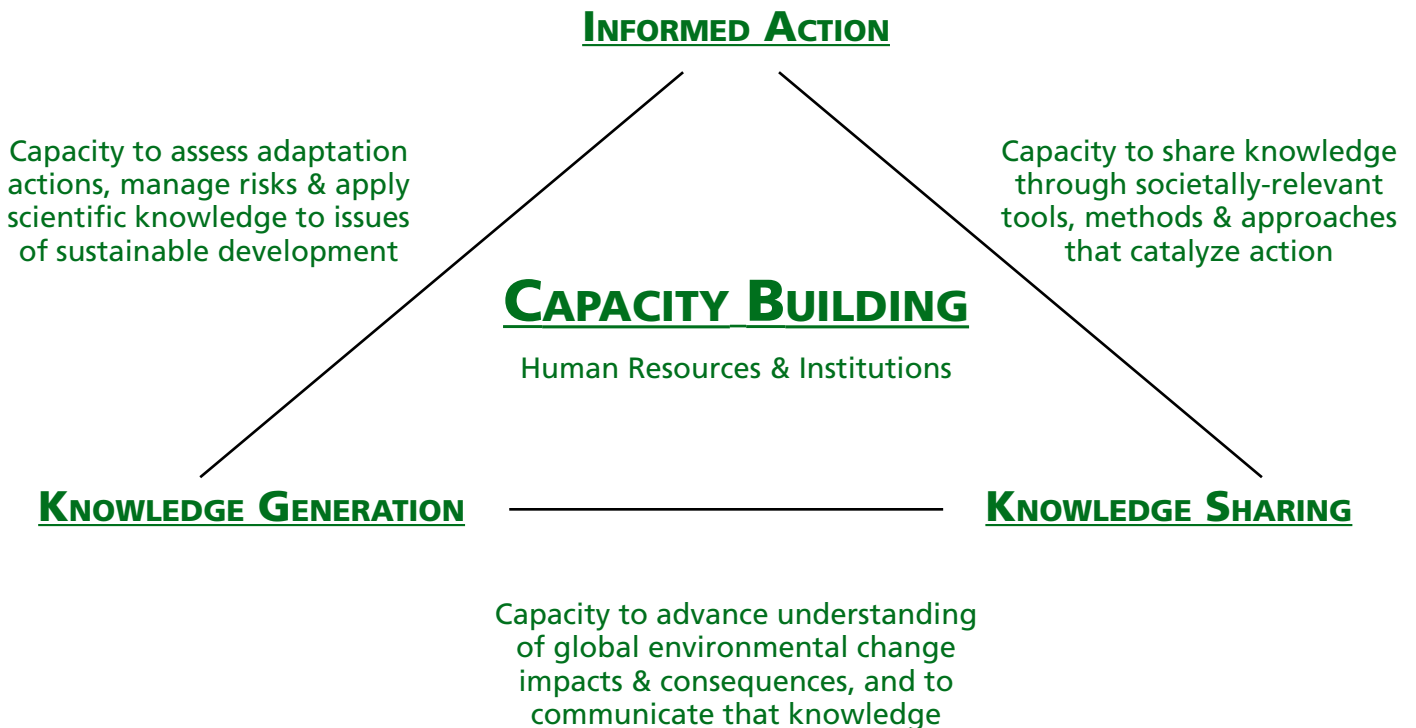 INFORMED ACTION
Capacity to assess adaptation
actions, manage risks & apply
scientific knowledge to issues
of sustainable development
Capacity to share knowledge
through societally-relevant
tools, methods & approaches
that catalyze action
CAPACITY BUILDING
Human Resources & Institutions
KNOWLEDGE GENERATION
KNOWLEDGE SHARING
Capacity to advance understanding
of global environmental change
impacts & consequences, and to
communicate that knowledge